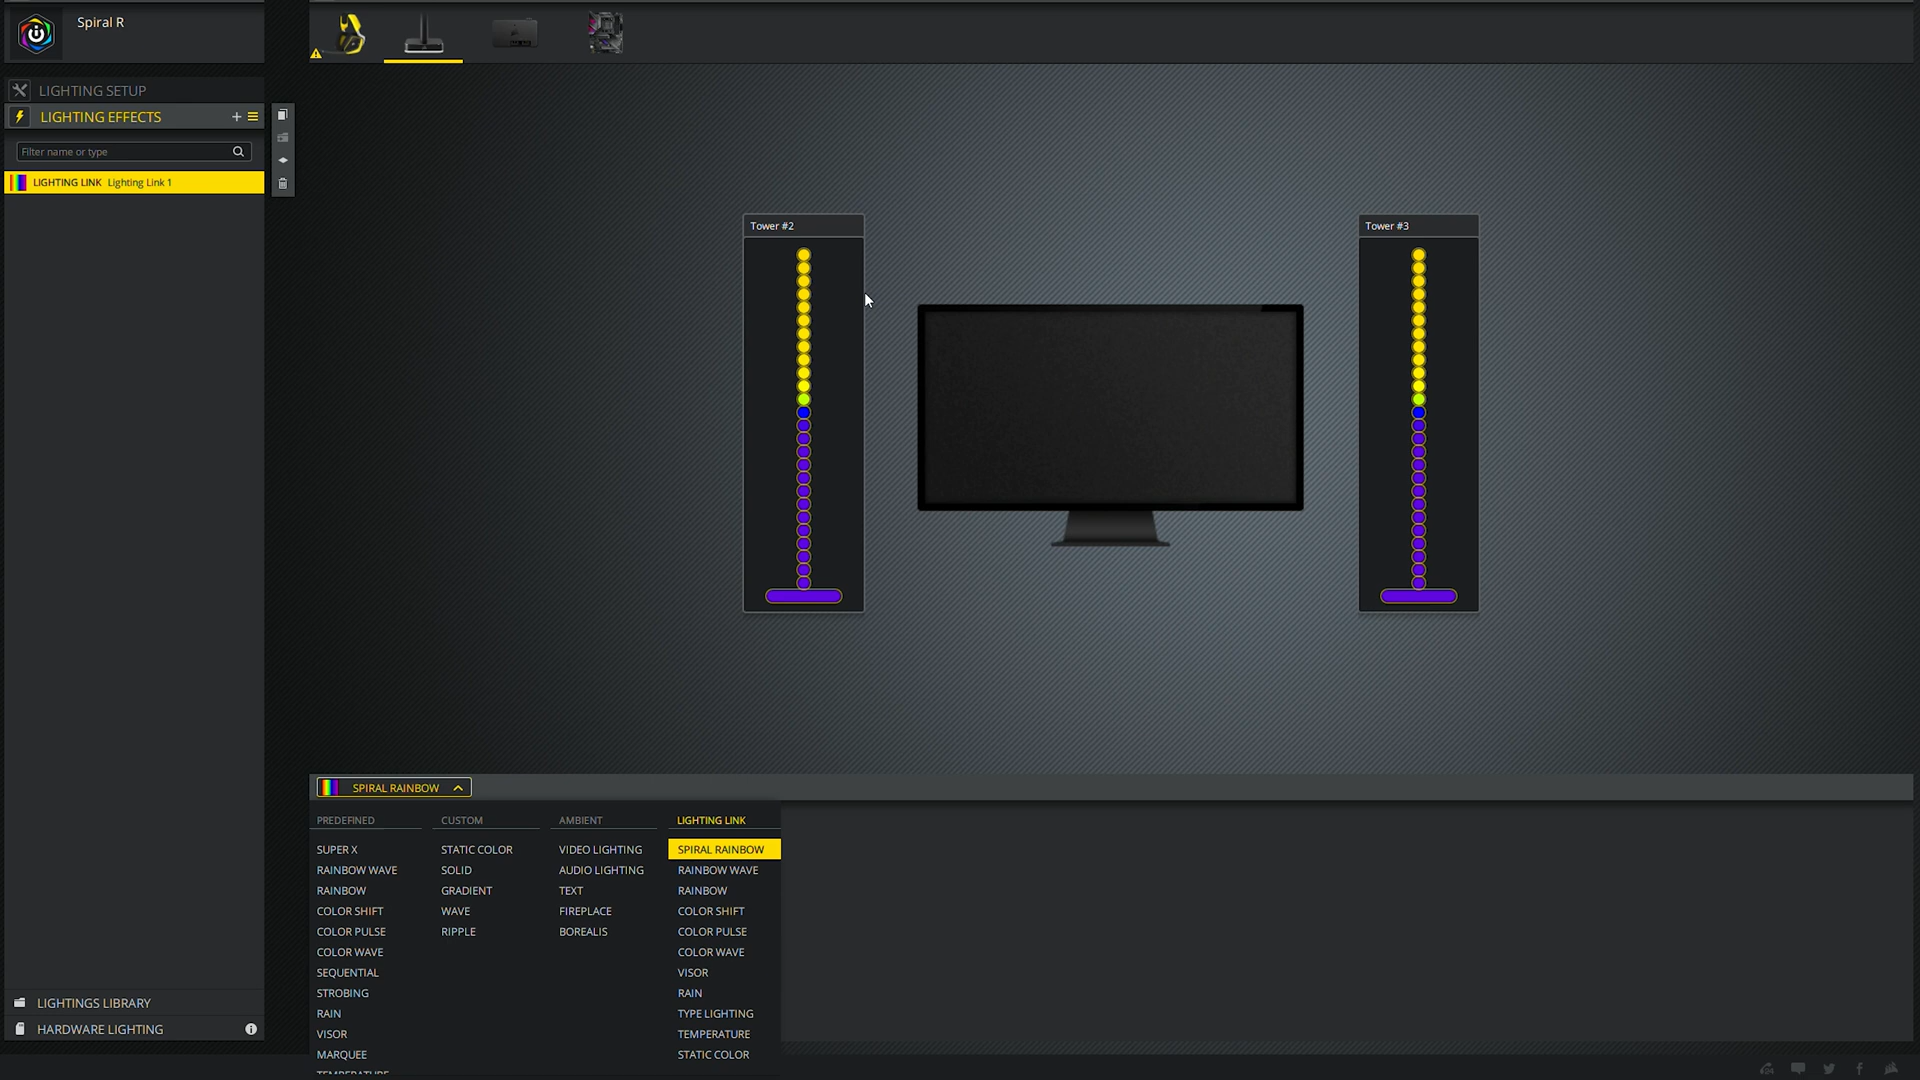 Spiral R
LIGHTING SETUP
LIGHTING EFFECTS
Filter name or type
LIGHTING LINK Lighting Link 1
Tower #2
Tower #3
SPIRAL RAINBOW
PREDEFINED
SUPER X
RAINBOW WAVE
RAINBOW
COLOR SHIFT
COLOR PULSE
COLOR WAVE
SEQUENTIAL
STROBING
RAIN
VISOR
MARQUEE
TEMPERATURE
CUSTOM
STATIC COLOR
SOLID
GRADIENT
WAVE
RIPPLE
AMBIENT
VIDEO LIGHTING
AUDIO LIGHTING
TEXT
FIREPLACE
BOREALIS
LIGHTING LINK
SPIRAL RAINBOW
RAINBOW WAVE
RAINBOW
COLOR SHIFT
COLOR PULSE
COLOR WAVE
VISOR
RAIN
TYPE LIGHTING
TEMPERATURE
STATIC COLOR
LIGHTINGS LIBRARY
HARDWARE LIGHTING